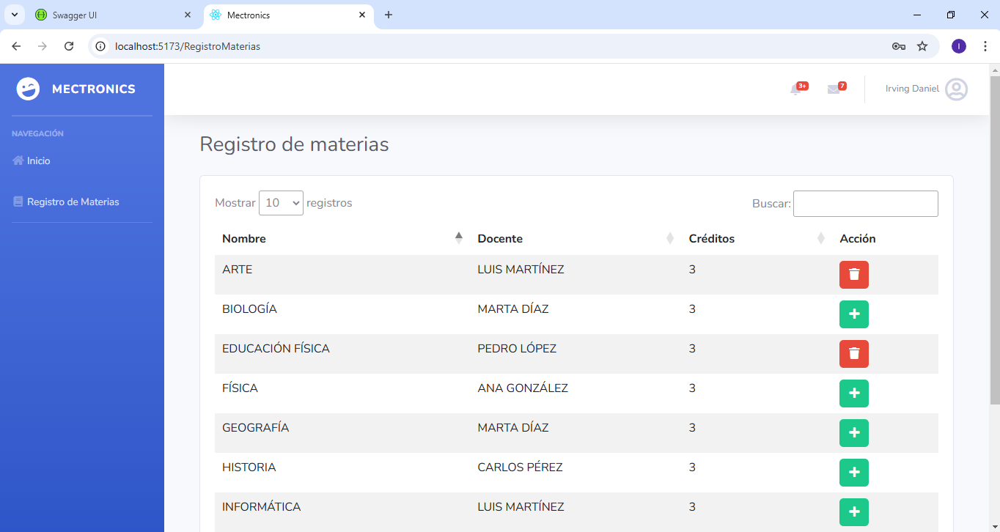 Swagger UI
Mectronics
localhost:5173/RegistroMaterias
I
MECTRONICS
3+
7
Irving Daniel
NAVEGACIÓN
Inicio
Registro de Materias
Registro de materias
Mostrar 10 registros
Buscar:
Nombre Docente Créditos Acción
ARTE LUIS MARTÍNEZ 3
BIOLOGÍA MARTA DÍAZ 3
EDUCACIÓN FÍSICA PEDRO LÓPEZ 3
FÍSICA ANA GONZÁLEZ 3
GEOGRAFÍA MARTA DÍAZ 3
HISTORIA CARLOS PÉREZ 3
INFORMÁTICA LUIS MARTÍNEZ 3